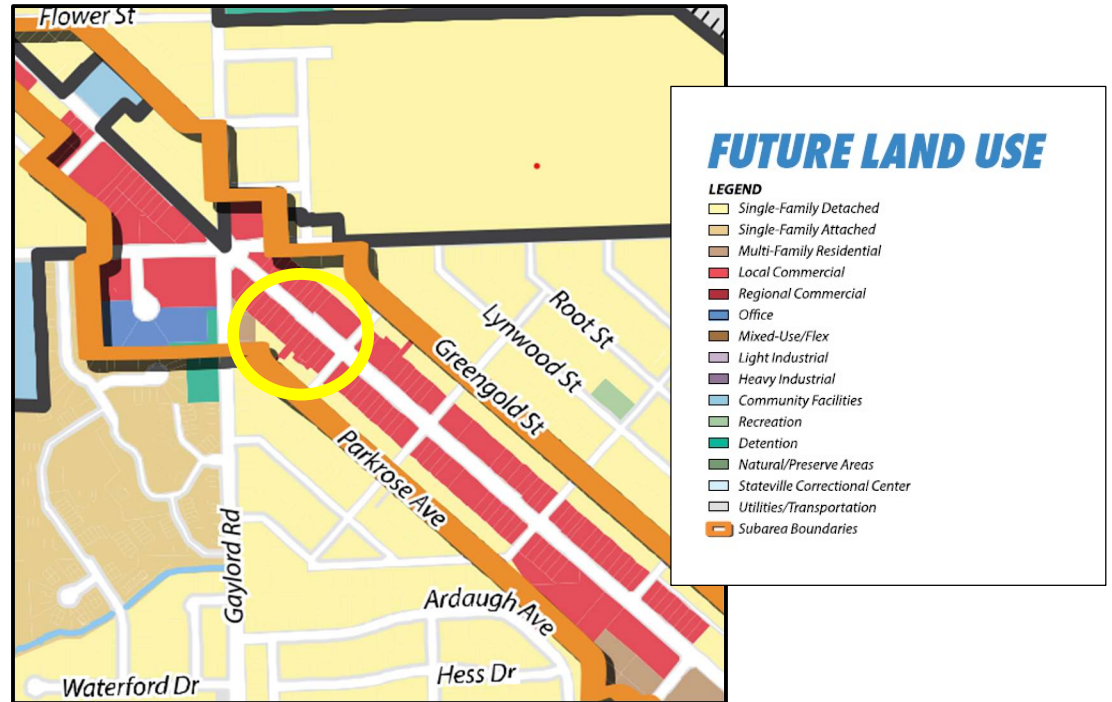 Flower St
Root St
Lynwood St
Greengold St
Parkrose Ave
Gaylord Rd
Ardaugh Ave
Hess Dr
Waterford Dr
FUTURE LAND USE
LEGEND
Single-Family Detached
Single-Family Attached
Multi-Family Residential
Local Commercial
Regional Commercial
Office
Mixed-Use/Flex
Light Industrial
Heavy Industrial
Community Facilities
Recreation
Detention
Natural/Preserve Areas
Stateville Correctional Center
Utilities/Transportation
Subarea Boundaries